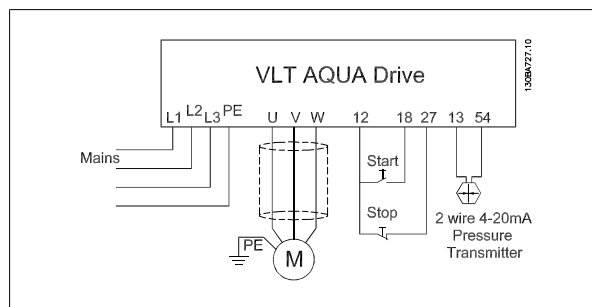 130BA727.10
VLT AQUA Drive
L1 L2 L3 PE U V W 12 18 27 13 54
Mains
Start
Stop
2 wire 4-20mA
Pressure
Transmitter
PE
M